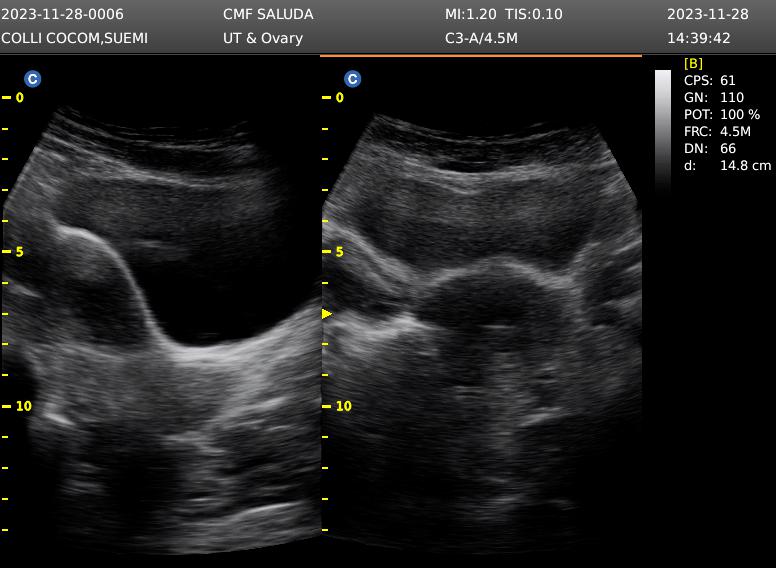 2023-11-28-0006 CMF SALUDA MI:1.20 TIS:0.10 2023-11-28
COLLI COCOM,SUEMI UT & Ovary C3-A/4.5M 14:39:42
[B]
CPS: 61
GN: 110
POT: 100 %
FRC: 4.5M
DN: 66
d: 14.8 cm
C
0
5
10
C
0
5
10